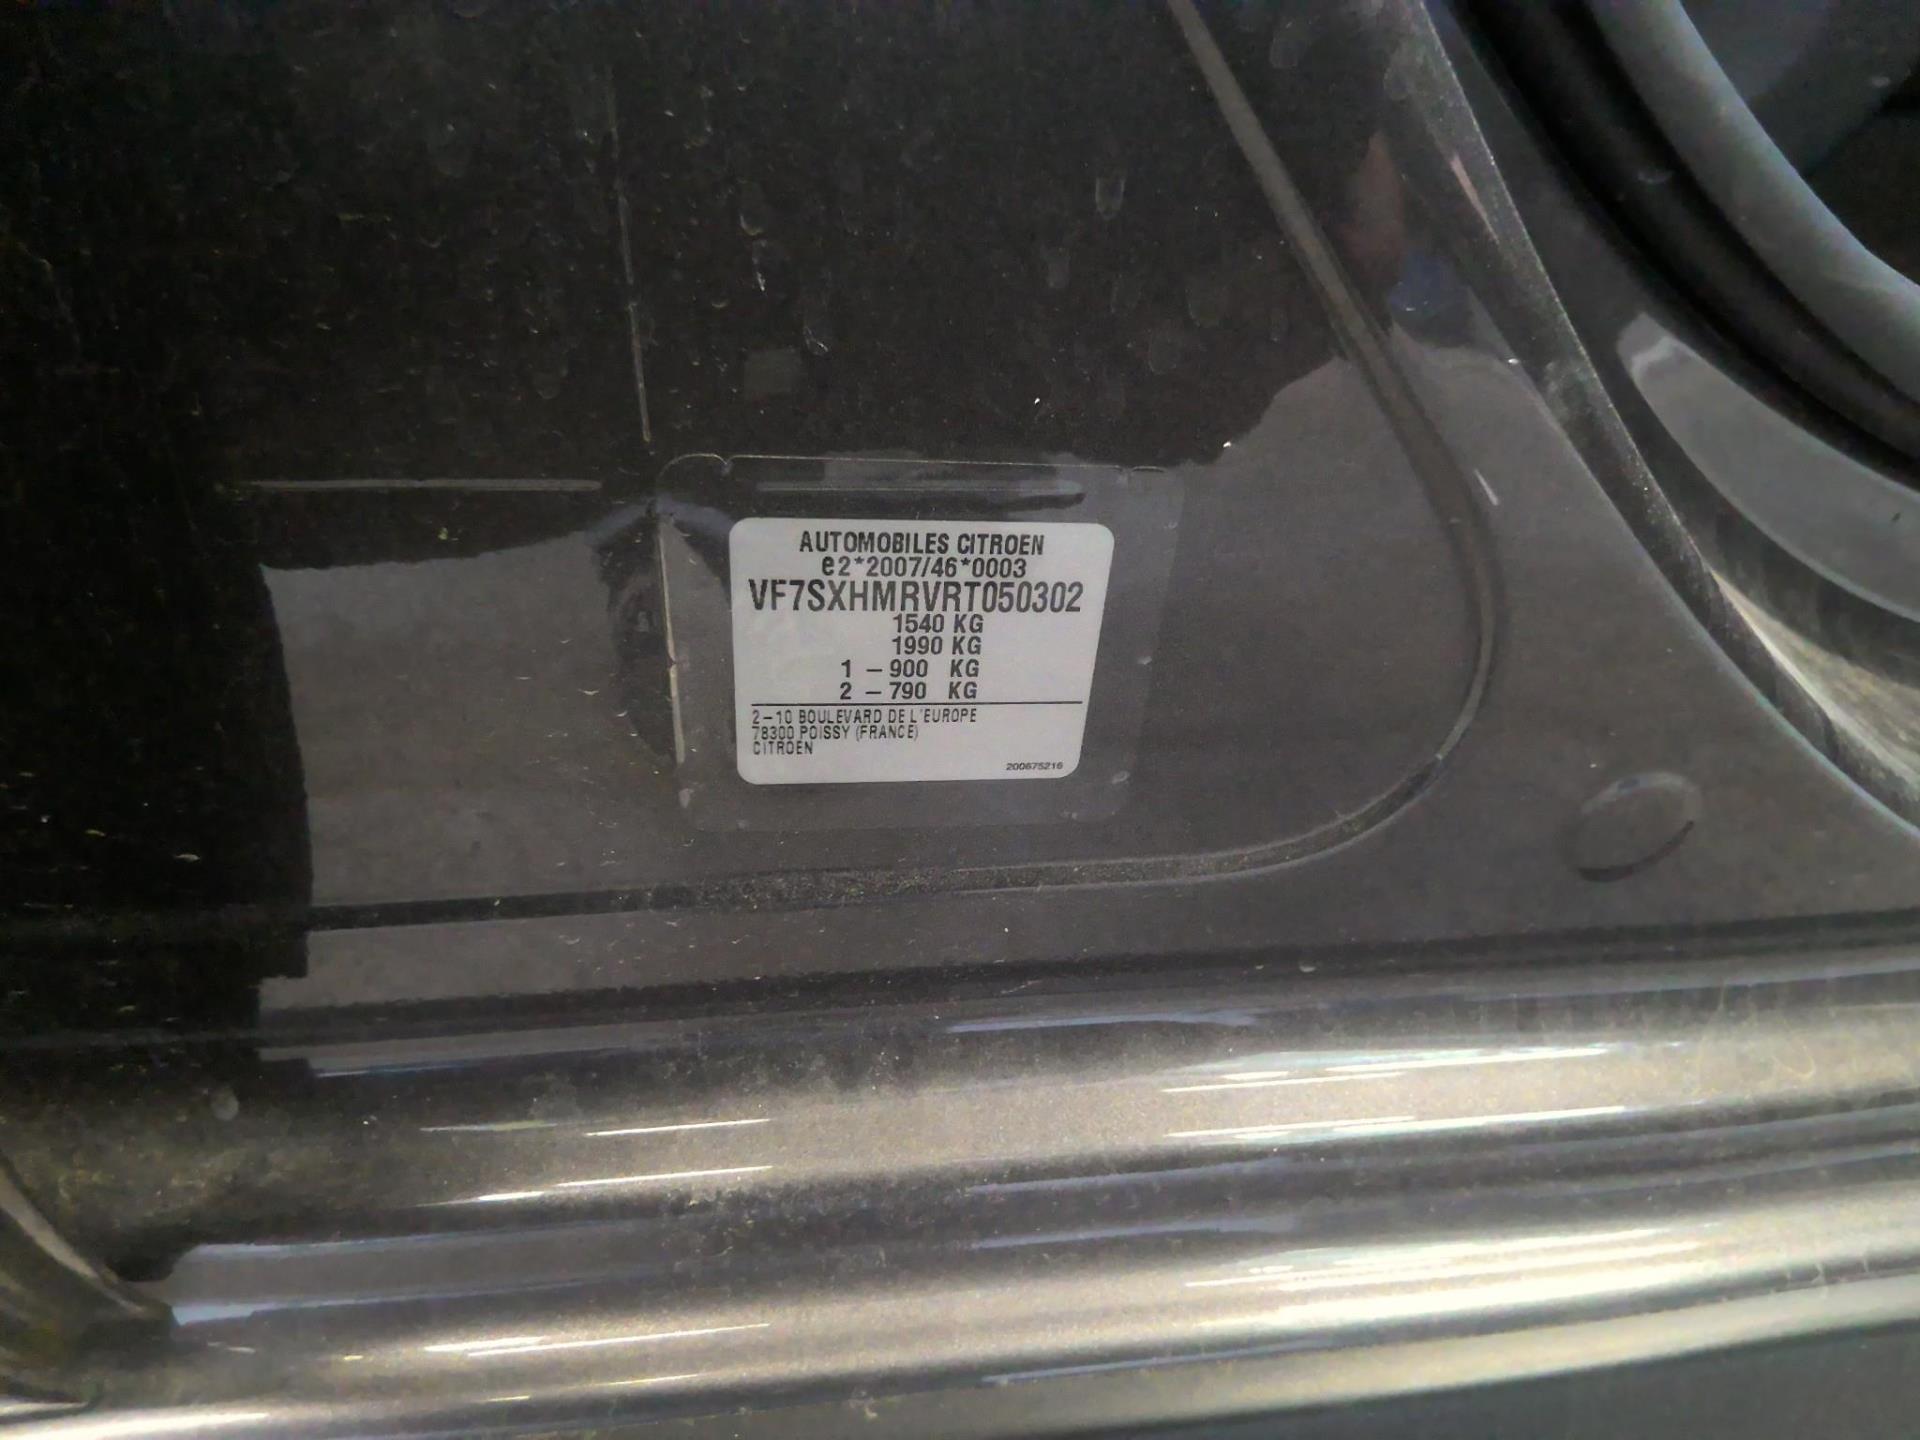 AUTOMOBILES CITROEN
e2*2007/46*0003
VF7SXHMRVRT050302
1540 KG
1990 KG
1 – 900 KG
2 – 790 KG
2–10 BOULEVARD DE L'EUROPE
78300 POISSY (FRANCE)
CITROEN
200675216